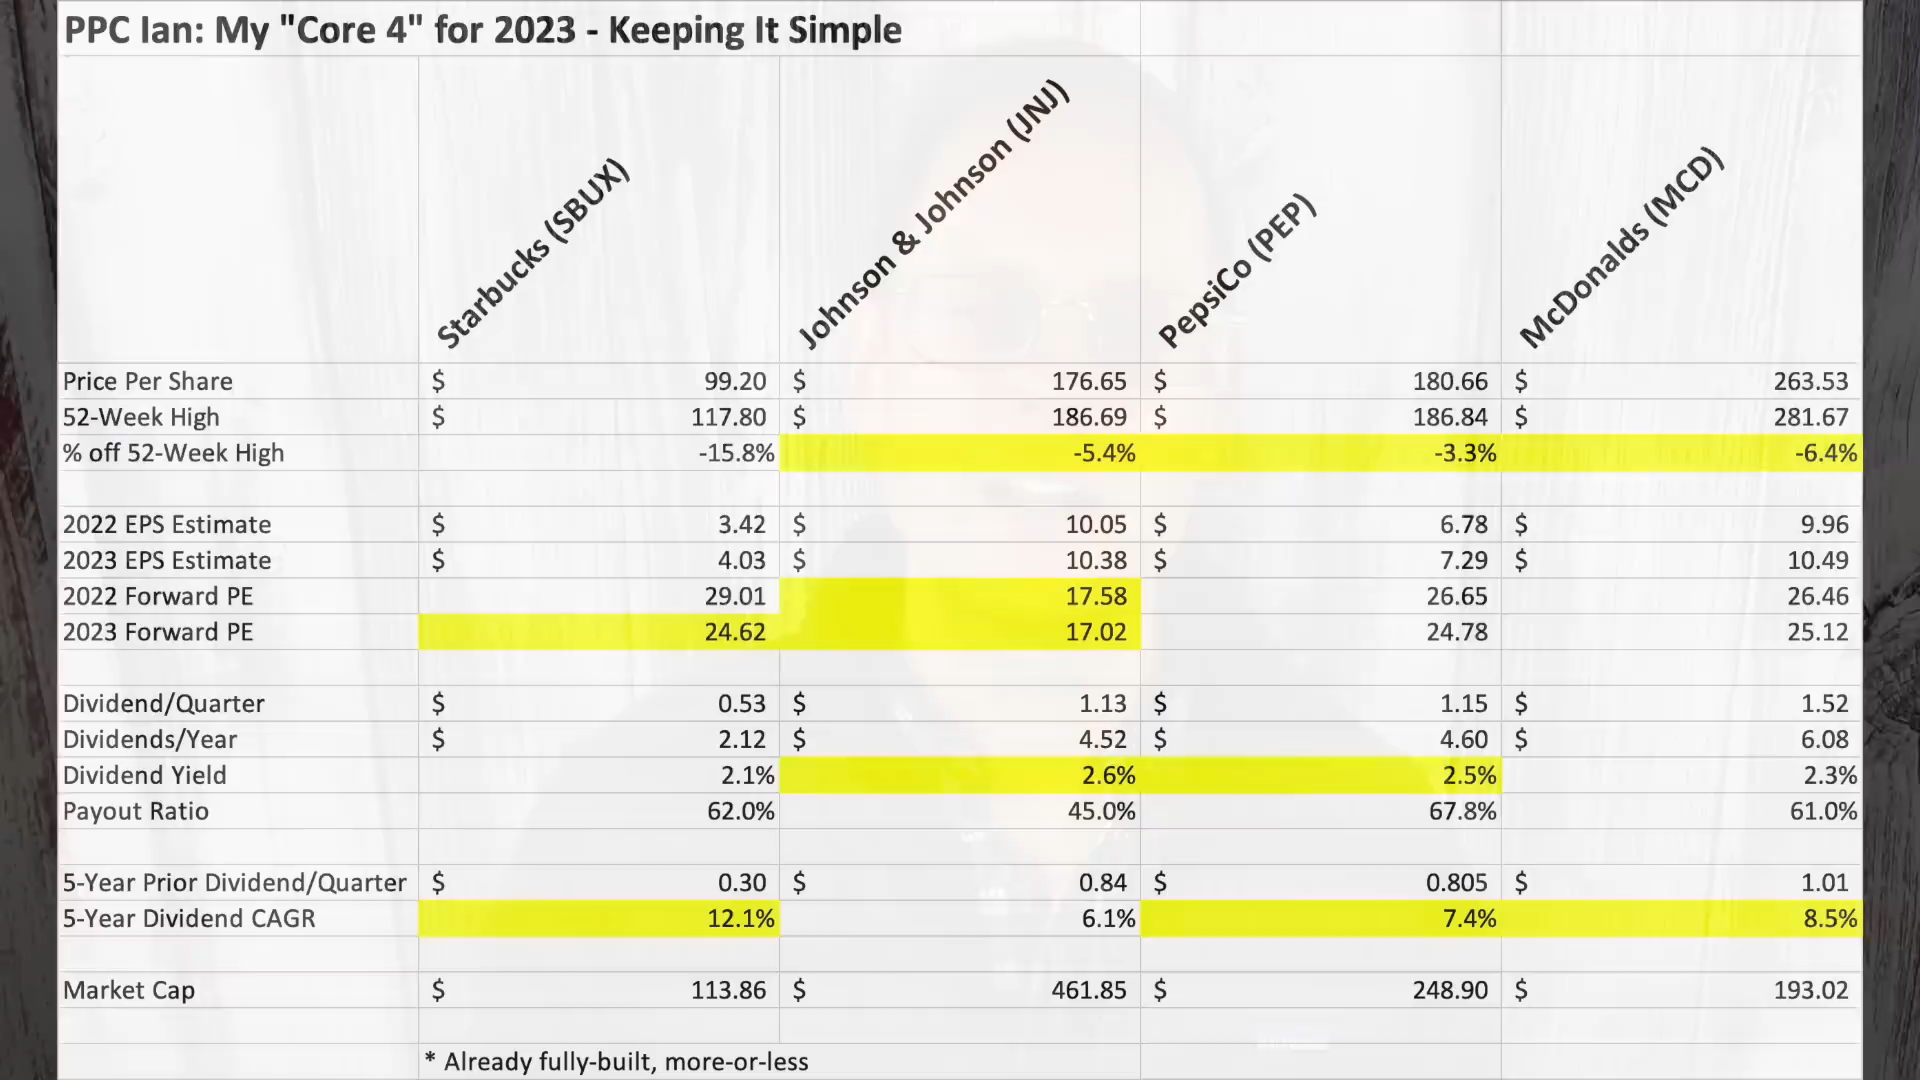 PPC Ian: My "Core 4" for 2023 - Keeping It Simple
Starbucks (SBUX) Johnson & Johnson (JNJ) PepsiCo (PEP) McDonalds (MCD)
Price Per Share $ 99.20 $ 176.65 $ 180.66 $ 263.53
52-Week High $ 117.80 $ 186.69 $ 186.84 $ 281.67
% off 52-Week High -15.8% -5.4% -3.3% -6.4%
2022 EPS Estimate $ 3.42 $ 10.05 $ 6.78 $ 9.96
2023 EPS Estimate $ 4.03 $ 10.38 $ 7.29 $ 10.49
2022 Forward PE 29.01 17.58 26.65 26.46
2023 Forward PE 24.62 17.02 24.78 25.12
Dividend/Quarter $ 0.53 $ 1.13 $ 1.15 $ 1.52
Dividends/Year $ 2.12 $ 4.52 $ 4.60 $ 6.08
Dividend Yield 2.1% 2.6% 2.5% 2.3%
Payout Ratio 62.0% 45.0% 67.8% 61.0%
5-Year Prior Dividend/Quarter $ 0.30 $ 0.84 $ 0.805 $ 1.01
5-Year Dividend CAGR 12.1% 6.1% 7.4% 8.5%
Market Cap $ 113.86 $ 461.85 $ 248.90 $ 193.02
* Already fully-built, more-or-less